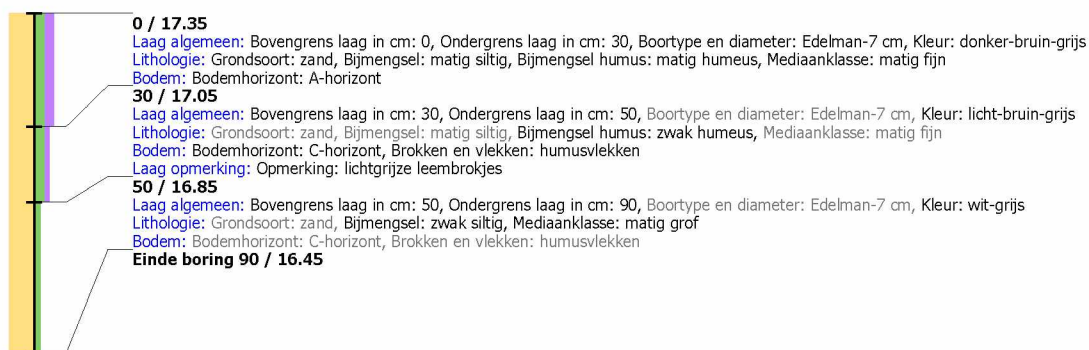 0 / 17.35
Laag algemeen: Bovengrens laag in cm: 0, Ondergrens laag in cm: 30, Boortype en diameter: Edelman-7 cm, Kleur: donker-bruin-grijs
Lithologie: Grondsoort: zand, Bijmengsel: matig siltig, Bijmengsel humus: matig humeus, Mediaanklasse: matig fijn
Bodem: Bodemhorizont: A-horizont
30 / 17.05
Laag algemeen: Bovengrens laag in cm: 30, Ondergrens laag in cm: 50, Boortype en diameter: Edelman-7 cm, Kleur: licht-bruin-grijs
Lithologie: Grondsoort: zand, Bijmengsel: matig siltig, Bijmengsel humus: zwak humeus, Mediaanklasse: matig fijn
Bodem: Bodemhorizont: C-horizont, Brokken en vlekken: humusvlekken
Laag opmerking: Opmerking: lichtgrijze leembrokjes
50 / 16.85
Laag algemeen: Bovengrens laag in cm: 50, Ondergrens laag in cm: 90, Boortype en diameter: Edelman-7 cm, Kleur: wit-grijs
Lithologie: Grondsoort: zand, Bijmengsel: zwak siltig, Mediaanklasse: matig grof
Bodem: Bodemhorizont: C-horizont, Brokken en vlekken: humusvlekken
Einde boring 90 / 16.45